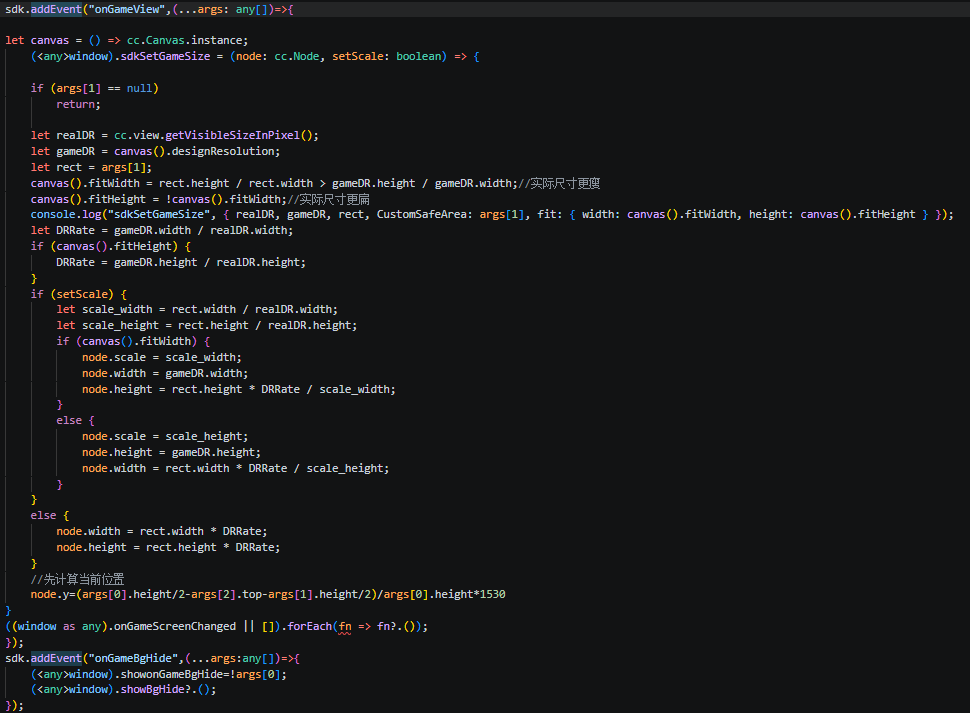 sdk.addEvent("onGameView",(...args: any[])=>{
let canvas = () => cc.Canvas.instance;
(<any>window).sdkSetGameSize = (node: cc.Node, setScale: boolean) => {
if (args[1] == null)
return;
let realDR = cc.view.getVisibleSizeInPixel();
let gameDR = canvas().designResolution;
let rect = args[1];
canvas().fitWidth = rect.height / rect.width > gameDR.height / gameDR.width;//实际尺寸更瘦
canvas().fitHeight = !canvas().fitWidth;//实际尺寸更扁
console.log("sdkSetGameSize", { realDR, gameDR, rect, CustomSafeArea: args[1], fit: { width: canvas().fitWidth, height: canvas().fitHeight } });
let DRRate = gameDR.width / realDR.width;
if (canvas().fitHeight) {
DRRate = gameDR.height / realDR.height;
}
if (setScale) {
let scale_width = rect.width / realDR.width;
let scale_height = rect.height / realDR.height;
if (canvas().fitWidth) {
node.scale = scale_width;
node.width = gameDR.width;
node.height = rect.height * DRRate / scale_width;
}
else {
node.scale = scale_height;
node.height = gameDR.height;
node.width = rect.width * DRRate / scale_height;
}
}
else {
node.width = rect.width * DRRate;
node.height = rect.height * DRRate;
}
//先计算当前位置
node.y=(args[0].height/2-args[2].top-args[1].height/2)/args[0].height*1530
}
((window as any).onGameScreenChanged || []).forEach(fn => fn?.());
});
sdk.addEvent("onGameBgHide",(...args:any[])=>{
(<any>window).showonGameBgHide=!args[0];
(<any>window).showBgHide?.();
});